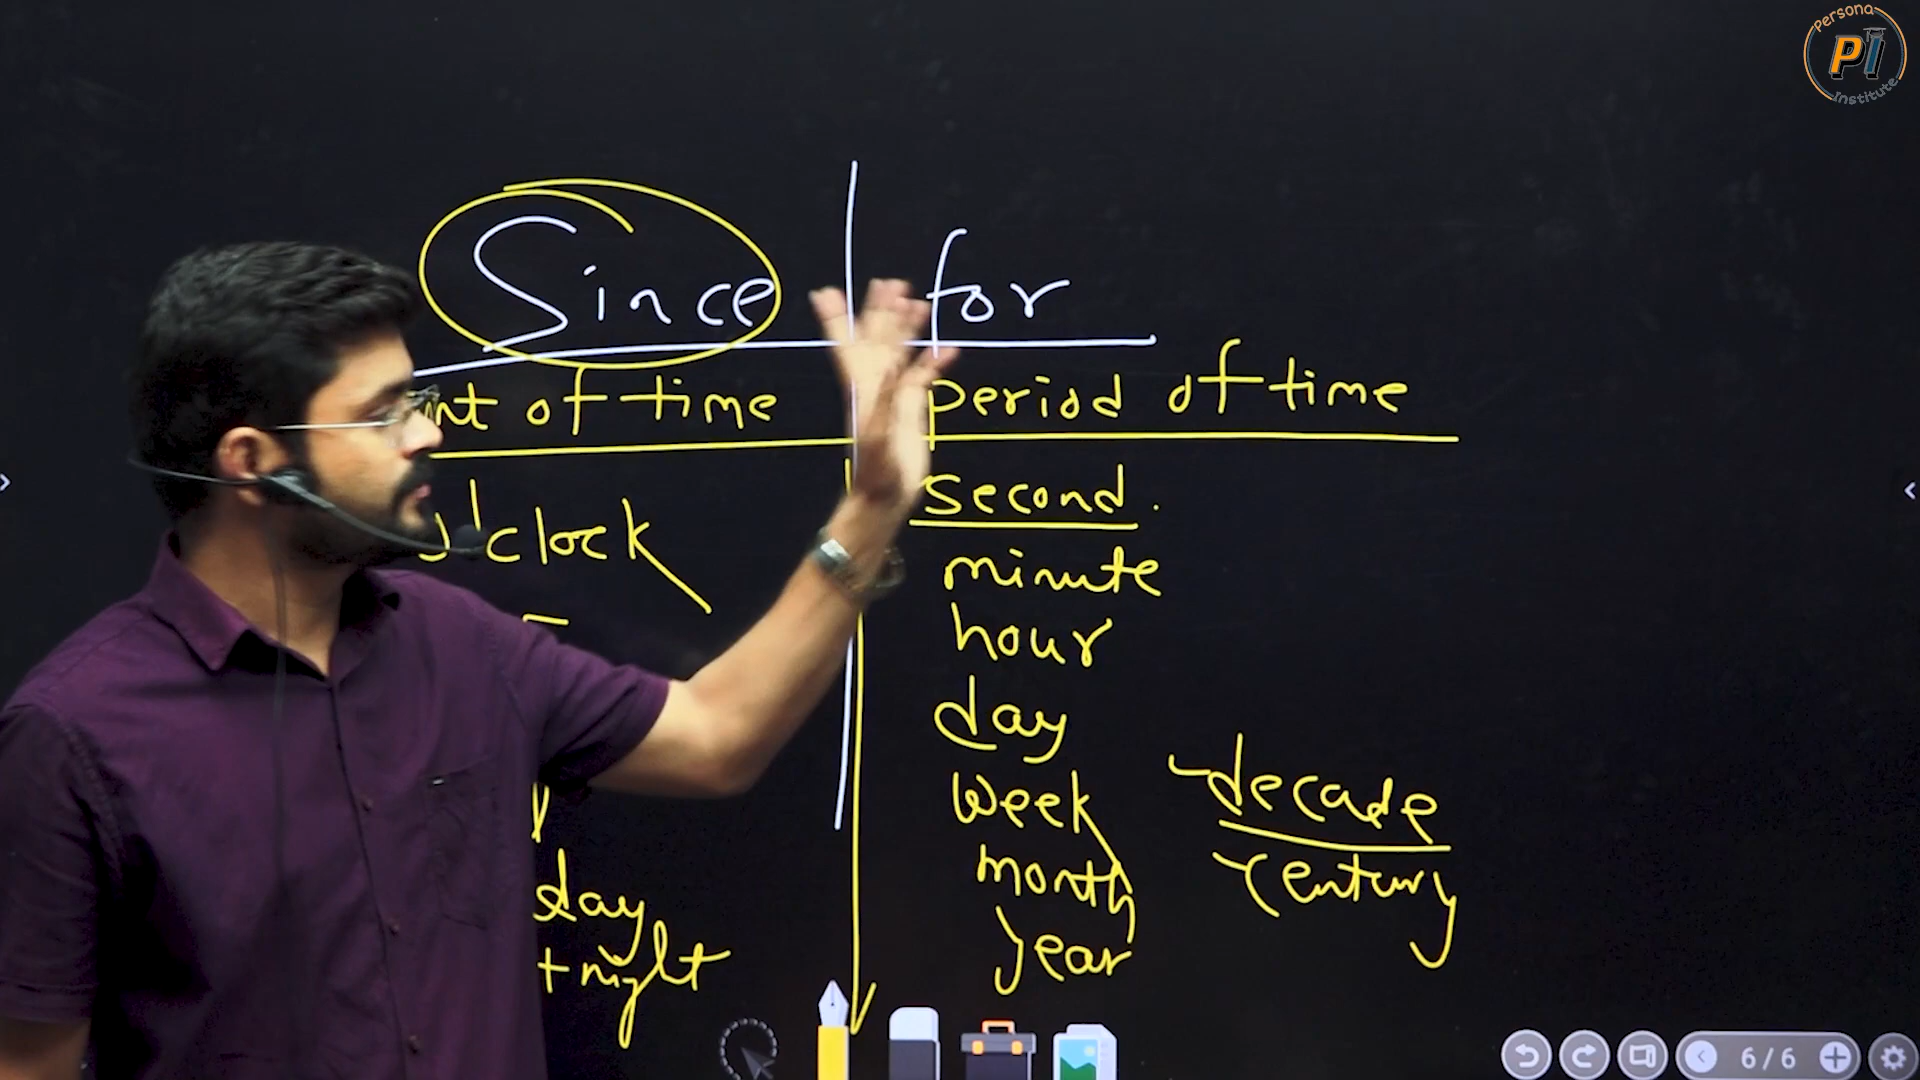 Persona
PI
Institute
Since for
of time period of time
o'clock second.
minute
hour
day
week
month
year
decade
century
day
night
6/6